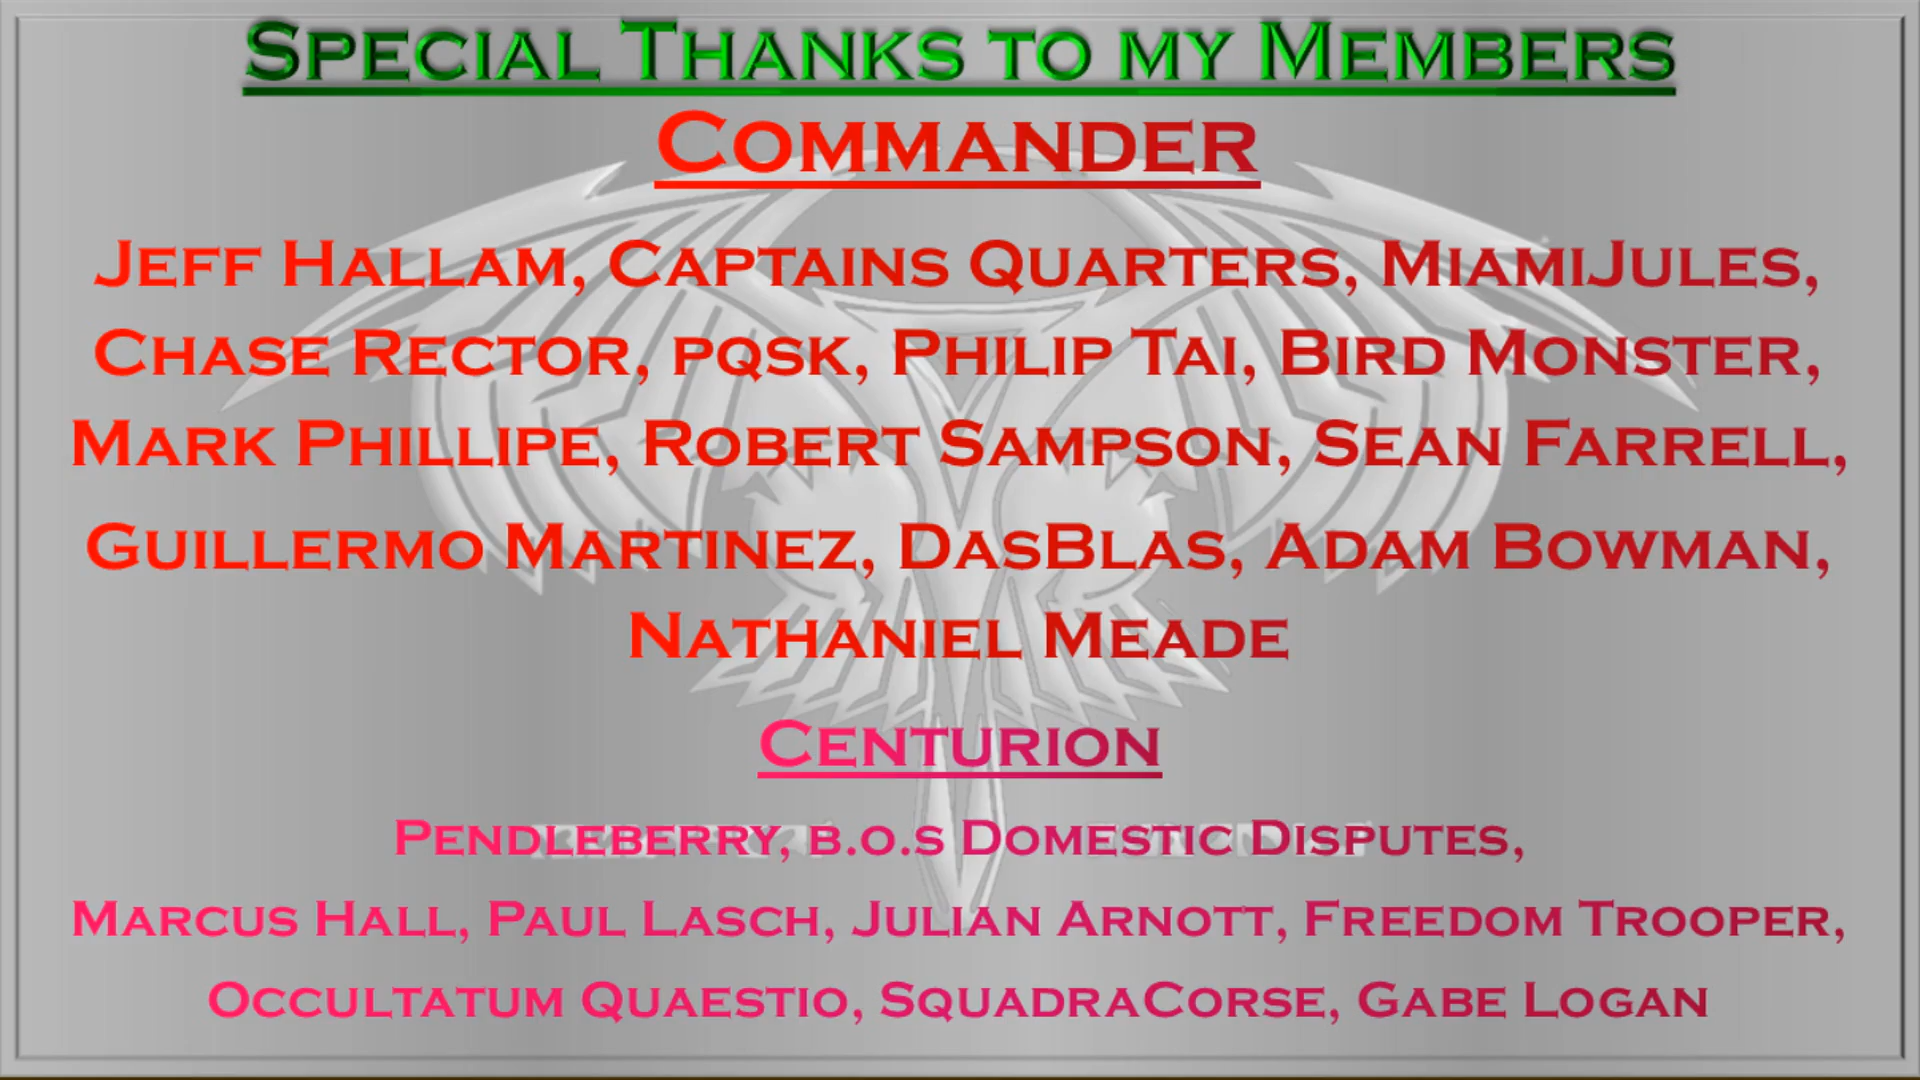 Special Thanks to my Members
Commander
Jeff Hallam, Captains Quarters, MiamiJules,
Chase Rector, pqsk, Philip Tai, Bird Monster,
Mark Phillipe, Robert Sampson, Sean Farrell,
Guillermo Martinez, DasBlas, Adam Bowman,
Nathaniel Meade
Centurion
Pendleberry, b.o.s Domestic Disputes,
Marcus Hall, Paul Lasch, Julian Arnott, Freedom Trooper,
Occultatum Quaestio, SquadraCorse, Gabe Logan